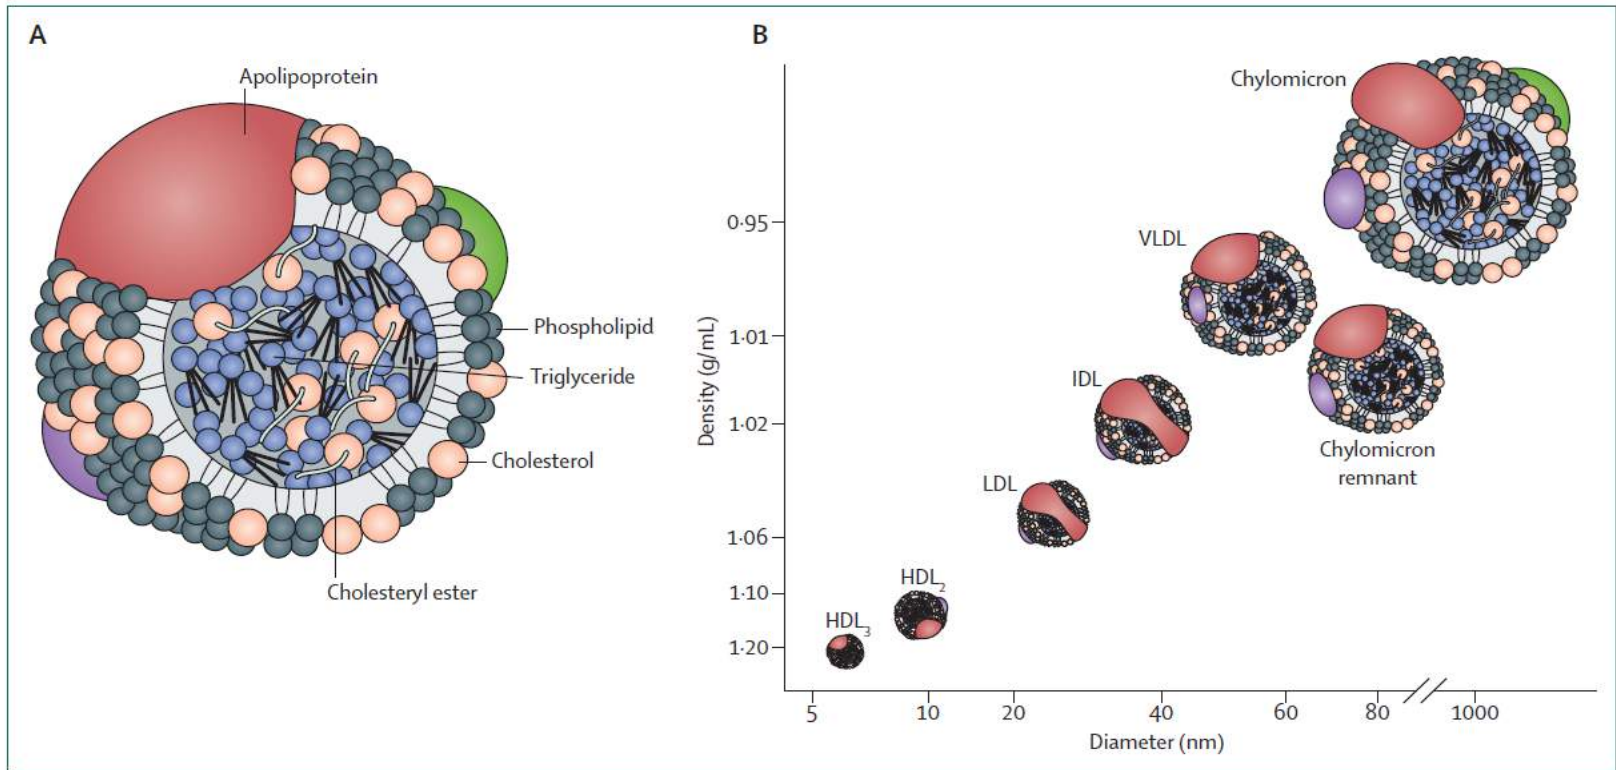 A
Apolipoprotein
Phospholipid
Triglyceride
Cholesterol
Cholesteryl ester
B
Chylomicron
VLDL
Chylomicron
remnant
IDL
LDL
HDL2
HDL3
Density (g/mL)
0·95
1·01
1·02
1·06
1·10
1·20
5 10 20 40 60 80 1000
Diameter (nm)